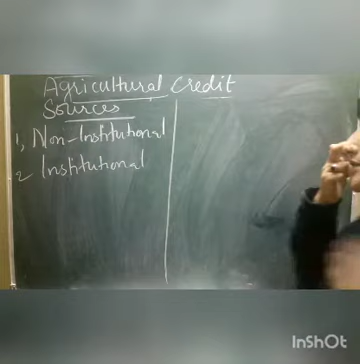 Agricultural Credit
Sources
1, Non-Institutional
2 Institutional
InShOt